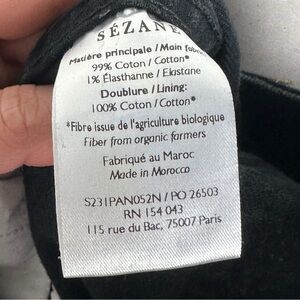 SÉZANE
Matière principale / Main fabric
99% Coton / Cotton*
1% Élasthanne / Elastane
Doublure / Lining:
100% Coton / Cotton*
*Fibre issue de l'agriculture biologique
Fiber from organic farmers
Fabriqué au Maroc
Made in Morocco
S231PAN052N / PO 26503
RN 154 043
115 rue du Bac, 75007 Paris